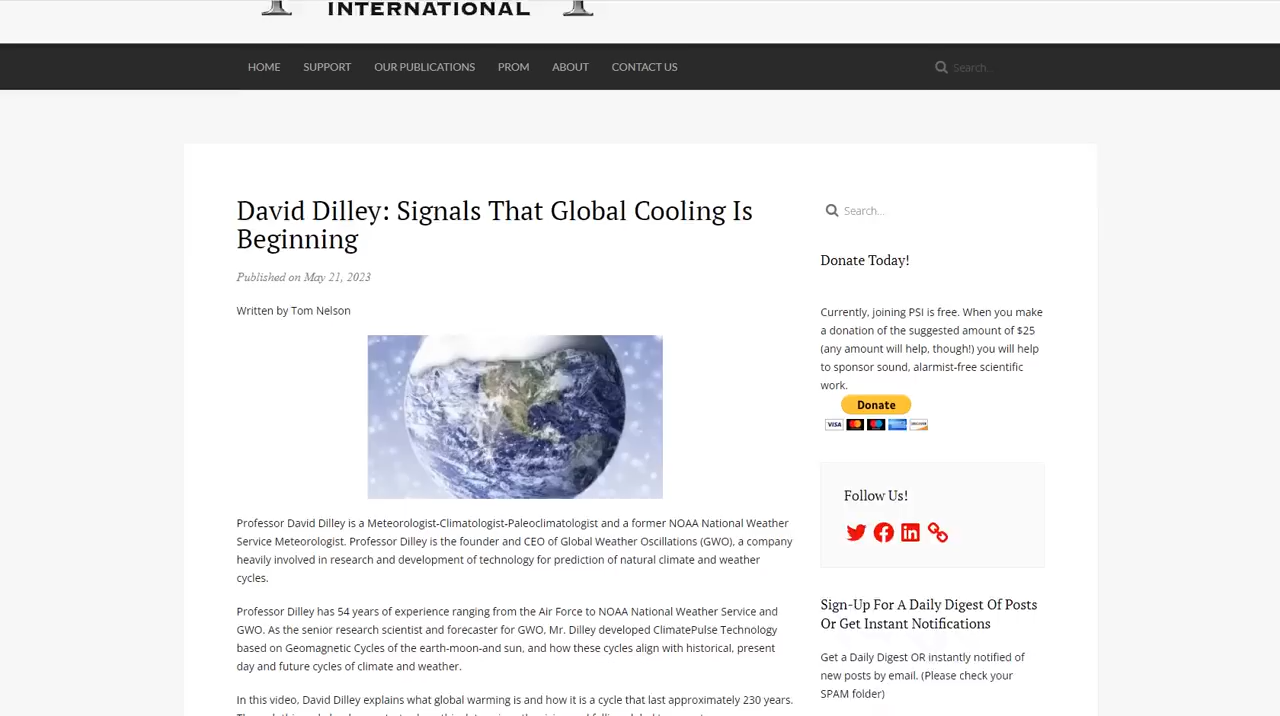 INTERNATIONAL
HOME SUPPORT OUR PUBLICATIONS PROM ABOUT CONTACT US Search...
David Dilley: Signals That Global Cooling Is
Beginning
Published on May 21, 2023
Written by Tom Nelson
Professor David Dilley is a Meteorologist-Climatologist-Paleoclimatologist and a former NOAA National Weather
Service Meteorologist. Professor Dilley is the founder and CEO of Global Weather Oscillations (GWO), a company
heavily involved in research and development of technology for prediction of natural climate and weather
cycles.
Professor Dilley has 54 years of experience ranging from the Air Force to NOAA National Weather Service and
GWO. As the senior research scientist and forecaster for GWO, Mr. Dilley developed ClimatePulse Technology
based on Geomagnetic Cycles of the earth-moon-and sun, and how these cycles align with historical, present
day and future cycles of climate and weather.
In this video, David Dilley explains what global warming is and how it is a cycle that last approximately 230 years.
Search...
Donate Today!
Currently, joining PSI is free. When you make
a donation of the suggested amount of $25
(any amount will help, though!) you will help
to sponsor sound, alarmist-free scientific
work.
Donate
VISA
Follow Us!
Sign-Up For A Daily Digest Of Posts
Or Get Instant Notifications
Get a Daily Digest OR instantly notified of
new posts by email. (Please check your
SPAM folder)